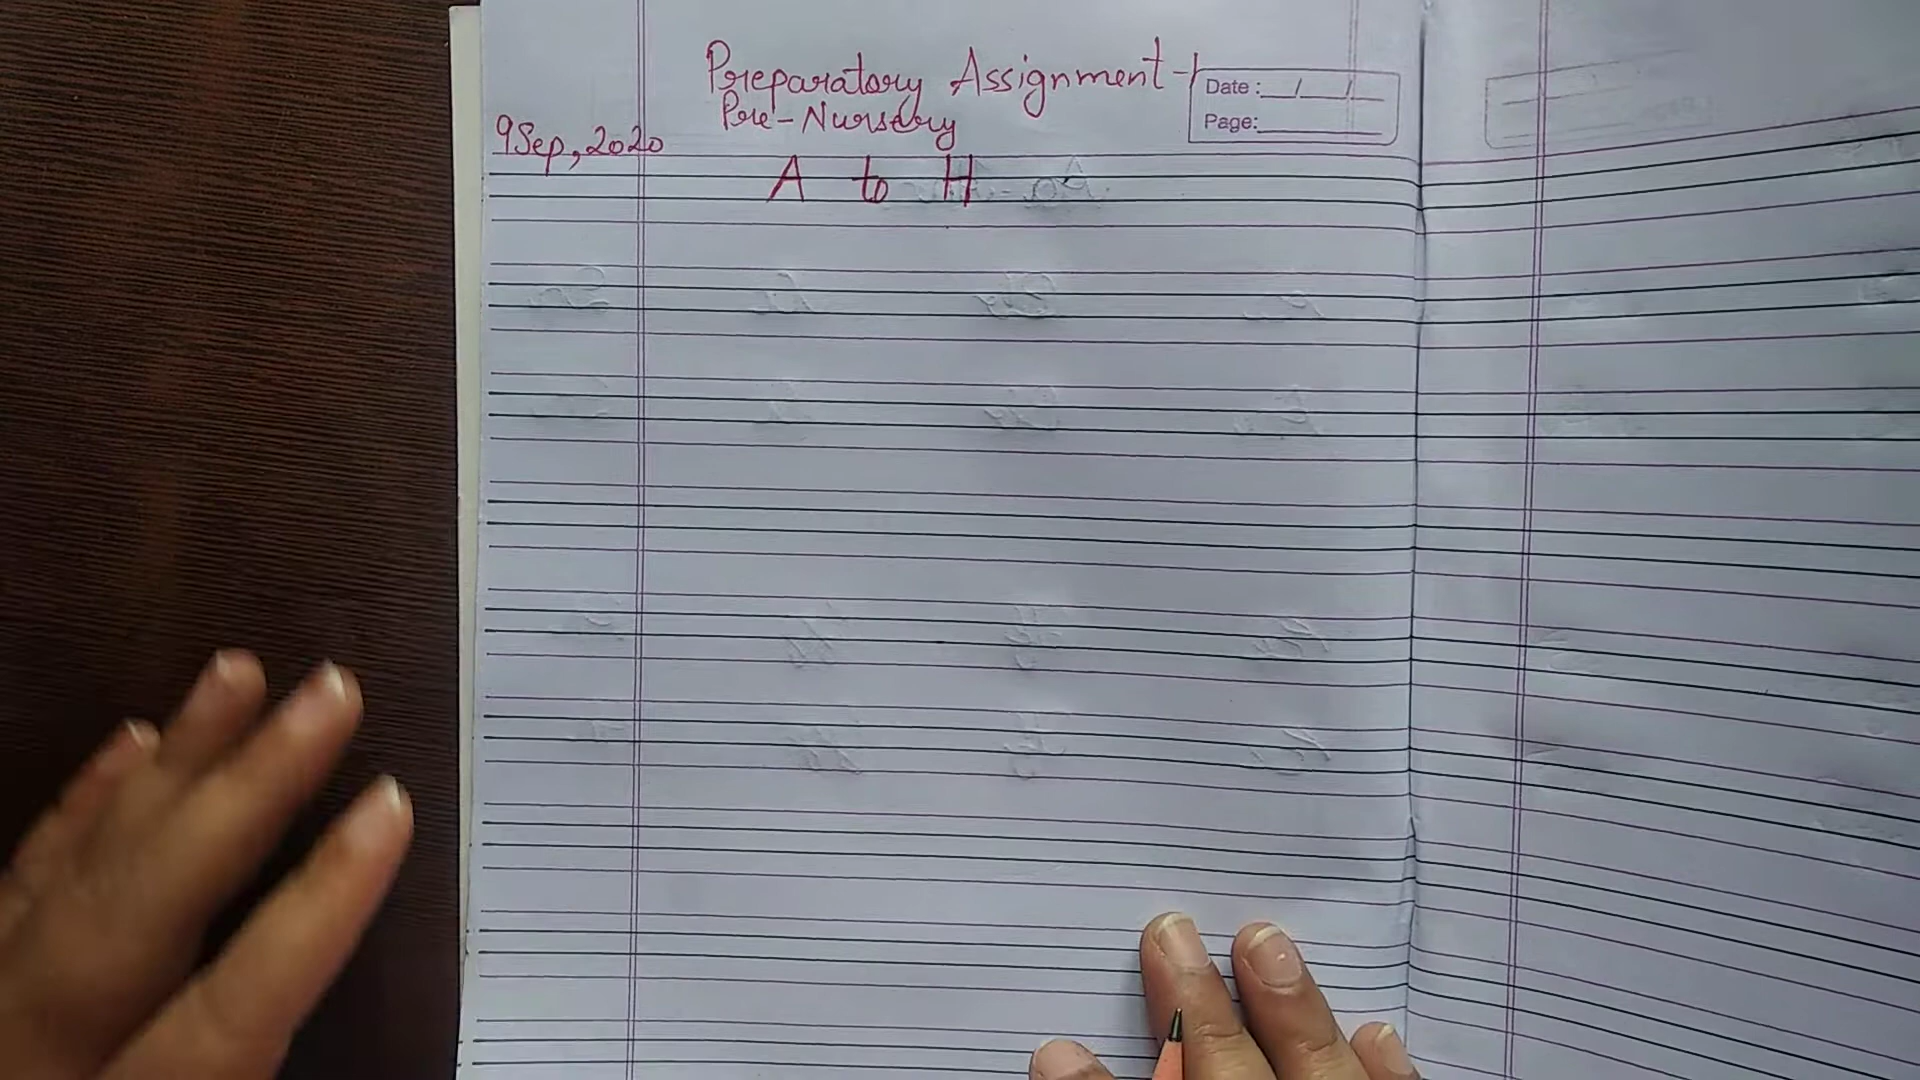 Preparatory Assignment-1
Date : / /
Pre-Nursery
Page:
9Sep, 2020
A to H